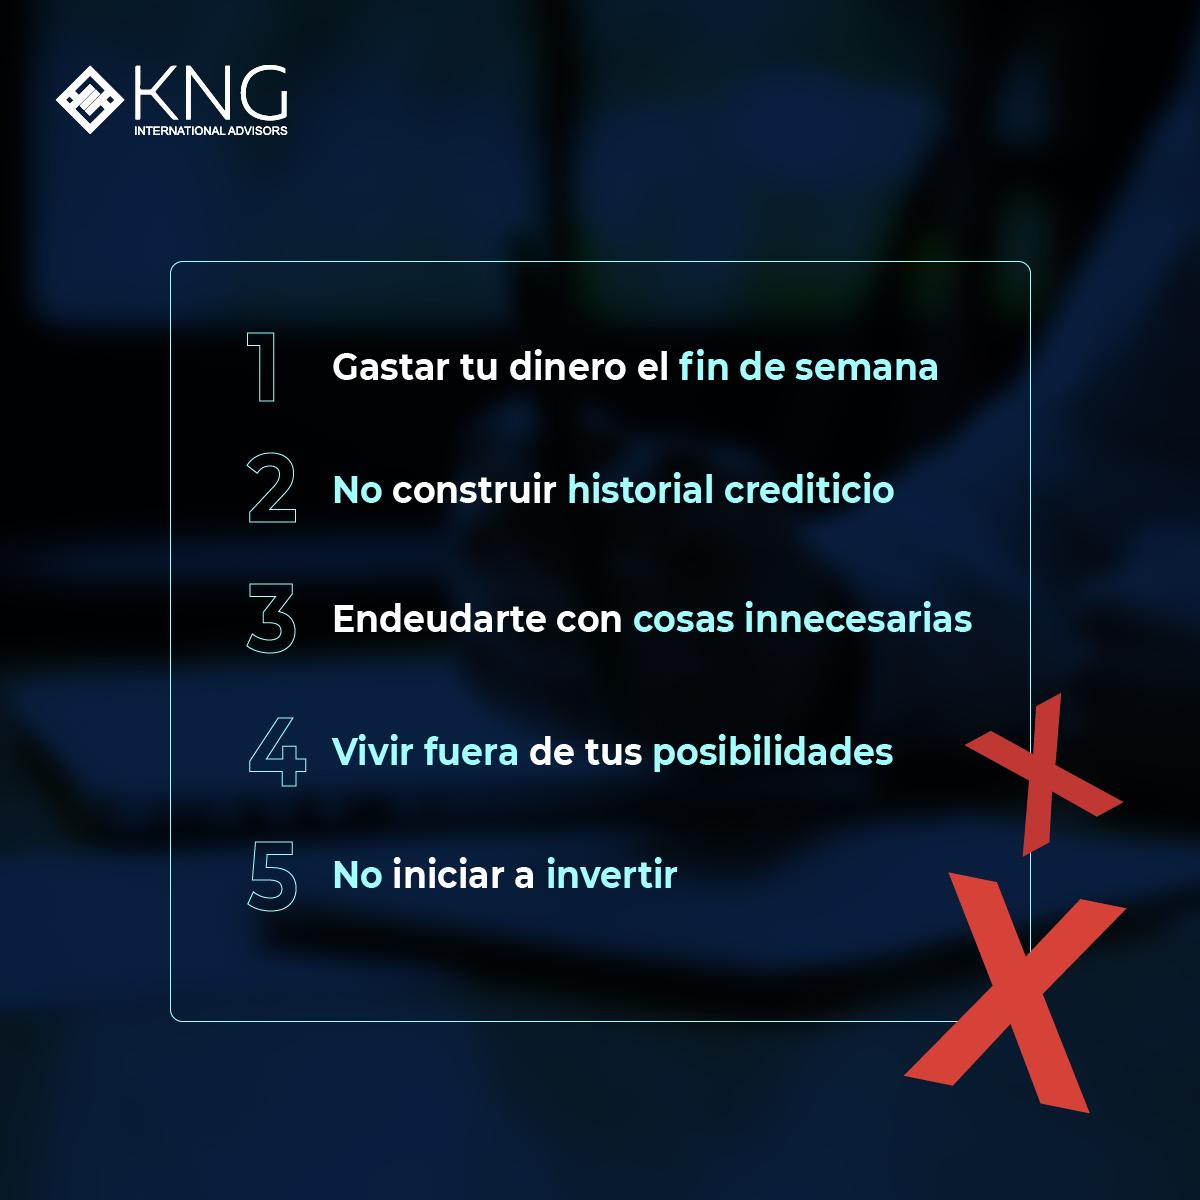 KNG
INTERNATIONAL ADVISORS
1 Gastar tu dinero el fin de semana
2 No construir historial crediticio
3 Endeudarte con cosas innecesarias
4 Vivir fuera de tus posibilidades
5 No iniciar a invertir
X
X